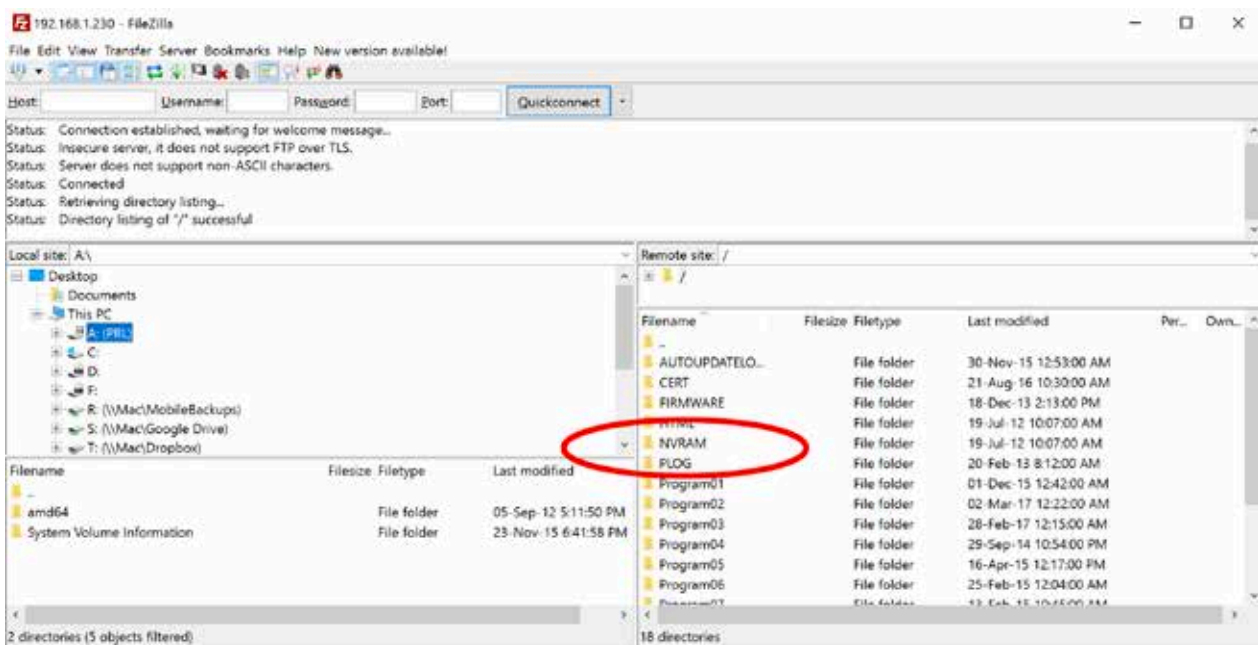 192.168.1.230 - FileZilla
File Edit View Transfer Server Bookmarks Help New version available!
Host: Username: Password: Port: Quickconnect
Status: Connection established, waiting for welcome message...
Status: Insecure server, it does not support FTP over TLS.
Status: Server does not support non-ASCII characters.
Status: Connected
Status: Retrieving directory listing...
Status: Directory listing of "/" successful
Local site: A:\
Desktop
Documents
This PC
A: (PRL)
C:
D:
F:
R: (\\Mac\MobileBackups)
S: (\\Mac\Google Drive)
T: (\\Mac\Dropbox)
Filename Filesize Filetype Last modified
..
amd64 File folder 05-Sep-12 5:11:50 PM
System Volume Information File folder 23-Nov-15 6:41:58 PM
2 directories (5 objects filtered)
Remote site: /
/
Filename Filesize Filetype Last modified Per... Own...
..
AUTOUPDATELO... File folder 30-Nov-15 12:53:00 AM
CERT File folder 21-Aug-16 10:30:00 AM
FIRMWARE File folder 18-Dec-13 2:13:00 PM
HTML File folder 19-Jul-12 10:07:00 AM
NVRAM File folder 19-Jul-12 10:07:00 AM
PLOG File folder 20-Feb-13 8:12:00 AM
Program01 File folder 01-Dec-15 12:42:00 AM
Program02 File folder 02-Mar-17 12:22:00 AM
Program03 File folder 28-Feb-17 12:15:00 AM
Program04 File folder 29-Sep-14 10:54:00 PM
Program05 File folder 16-Apr-15 12:17:00 PM
Program06 File folder 25-Feb-15 12:04:00 AM
Program07 File folder 13-Feb-15 10:45:00 AM
18 directories